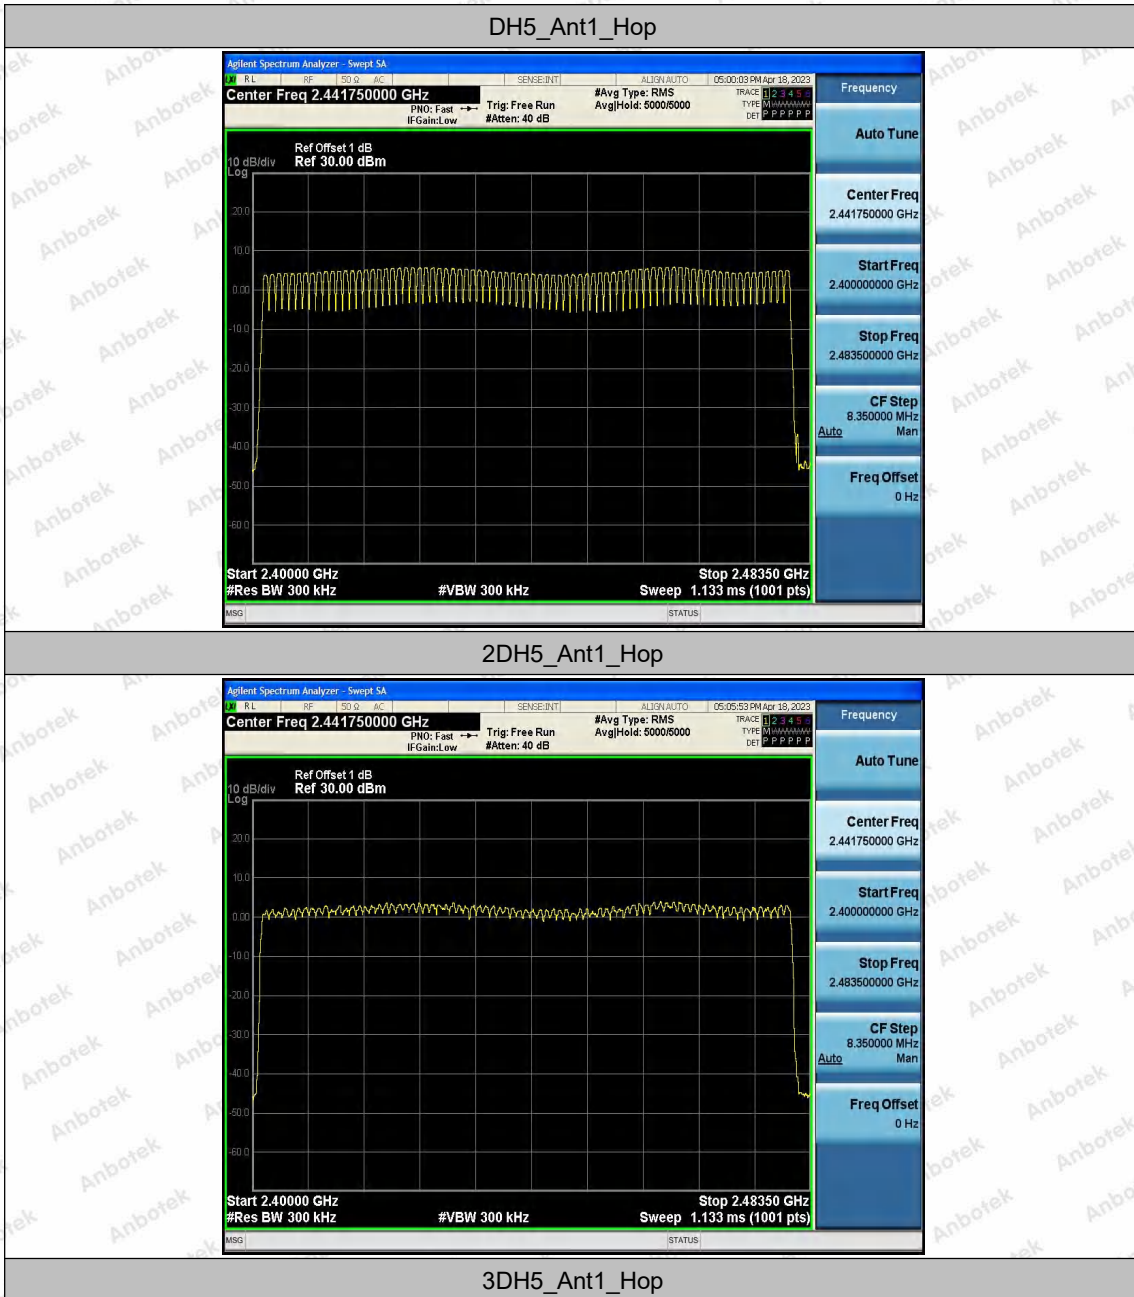 DH5_Ant1_Hop
Agilent Spectrum Analyzer - Swept SA
RL RF 50 Ω AC SENSE:INT ALIGN AUTO 05:00:03 PM Apr 18, 2023
Center Freq 2.441750000 GHz
PNO: Fast
IFGain:Low
Trig: Free Run
#Atten: 40 dB
#Avg Type: RMS
Avg|Hold: 5000/5000
TRACE 1 2 3 4 5 6
TYPE M
DET P P P P P P
Ref Offset 1 dB
10 dB/div Ref 30.00 dBm
Log
20.0
10.0
0.00
-10.0
-20.0
-30.0
-40.0
-50.0
-60.0
Start 2.40000 GHz Stop 2.48350 GHz
#Res BW 300 kHz #VBW 300 kHz Sweep 1.133 ms (1001 pts)
MSG STATUS
Frequency
Auto Tune
Center Freq
2.441750000 GHz
Start Freq
2.400000000 GHz
Stop Freq
2.483500000 GHz
CF Step
8.350000 MHz
Auto Man
Freq Offset
0 Hz
2DH5_Ant1_Hop
Agilent Spectrum Analyzer - Swept SA
RL RF 50 Ω AC SENSE:INT ALIGN AUTO 05:05:53 PM Apr 18, 2023
Center Freq 2.441750000 GHz
PNO: Fast
IFGain:Low
Trig: Free Run
#Atten: 40 dB
#Avg Type: RMS
Avg|Hold: 5000/5000
TRACE 1 2 3 4 5 6
TYPE M
DET P P P P P P
Ref Offset 1 dB
10 dB/div Ref 30.00 dBm
Log
20.0
10.0
0.00
-10.0
-20.0
-30.0
-40.0
-50.0
-60.0
Start 2.40000 GHz Stop 2.48350 GHz
#Res BW 300 kHz #VBW 300 kHz Sweep 1.133 ms (1001 pts)
MSG STATUS
Frequency
Auto Tune
Center Freq
2.441750000 GHz
Start Freq
2.400000000 GHz
Stop Freq
2.483500000 GHz
CF Step
8.350000 MHz
Auto Man
Freq Offset
0 Hz
3DH5_Ant1_Hop
Anbotek